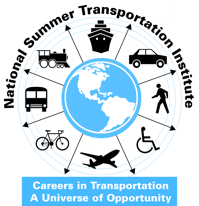 National Summer Transportation Institute
Careers in Transportation
A Universe of Opportunity